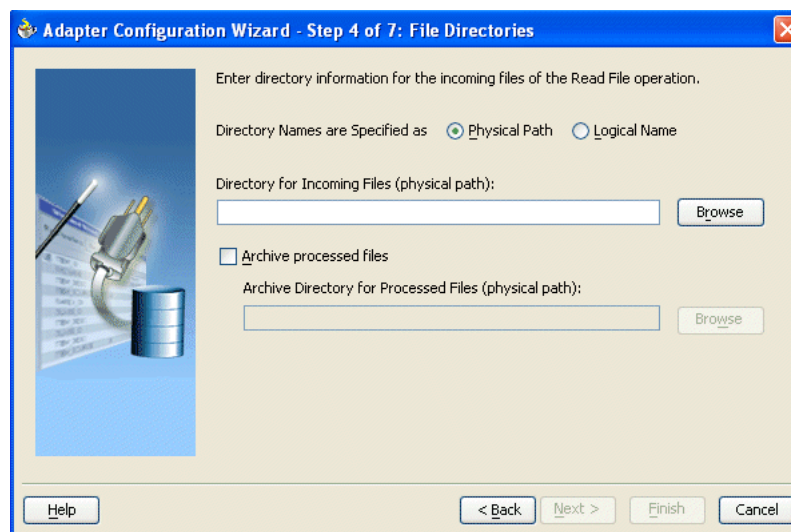 Adapter Configuration Wizard - Step 4 of 7: File Directories
Enter directory information for the incoming files of the Read File operation.
Directory Names are Specified as Physical Path Logical Name
Directory for Incoming Files (physical path):
Browse
Archive processed files
Archive Directory for Processed Files (physical path):
Browse
Help < Back Next > Finish Cancel